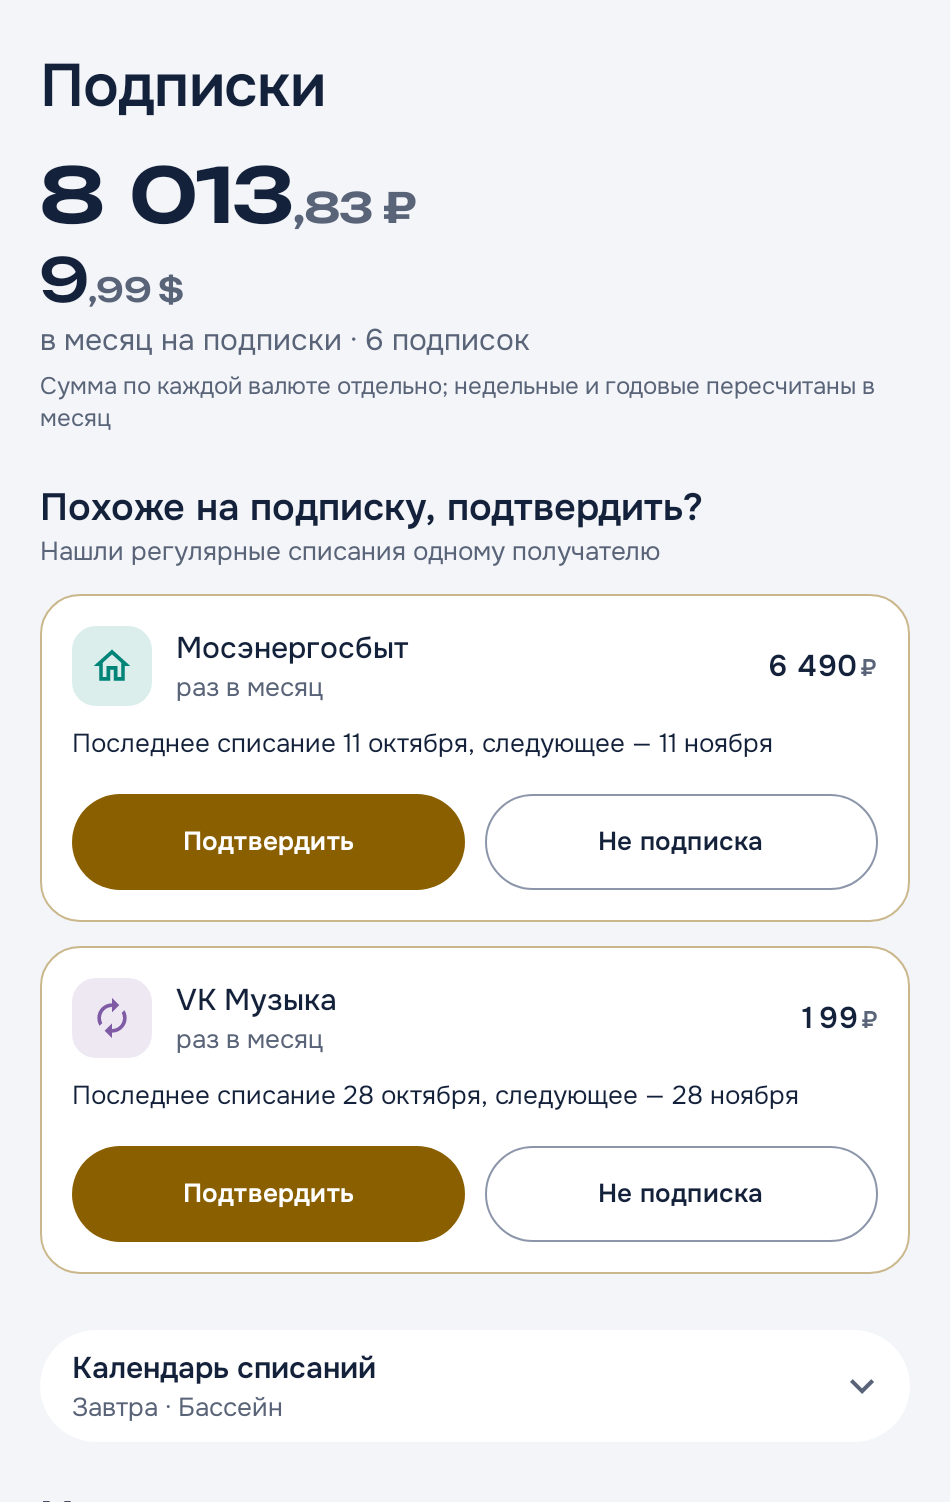 Подписки
8 013,83 ₽
9,99 $
в месяц на подписки · 6 подписок
Сумма по каждой валюте отдельно; недельные и годовые пересчитаны в
месяц
Похоже на подписку, подтвердить?
Нашли регулярные списания одному получателю
Мосэнергосбыт
раз в месяц
6 490 ₽
Последнее списание 11 октября, следующее — 11 ноября
Подтвердить
Не подписка
VK Музыка
раз в месяц
199 ₽
Последнее списание 28 октября, следующее — 28 ноября
Подтвердить
Не подписка
Календарь списаний
Завтра · Бассейн